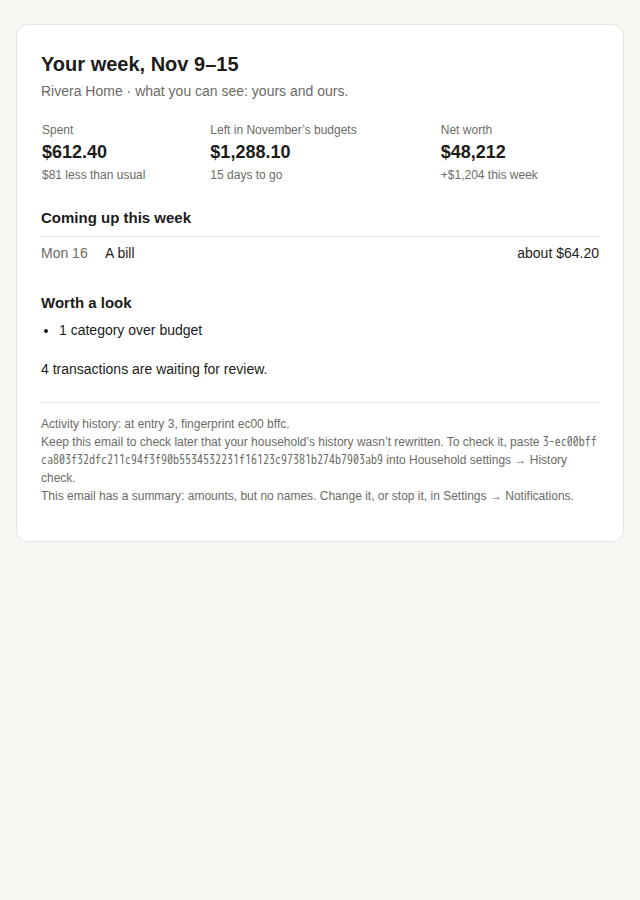 Your week, Nov 9–15
Rivera Home · what you can see: yours and ours.
Spent
$612.40
$81 less than usual
Left in November’s budgets
$1,288.10
15 days to go
Net worth
$48,212
+$1,204 this week
Coming up this week
Mon 16 A bill about $64.20
Worth a look
• 1 category over budget
4 transactions are waiting for review.
Activity history: at entry 3, fingerprint ec00 bffc.
Keep this email to check later that your household’s history wasn’t rewritten. To check it, paste 3-ec00bff
ca803f32dfc211c94f3f90b5534532231f16123c97381b274b7903ab9 into Household settings → History
check.
This email has a summary: amounts, but no names. Change it, or stop it, in Settings → Notifications.